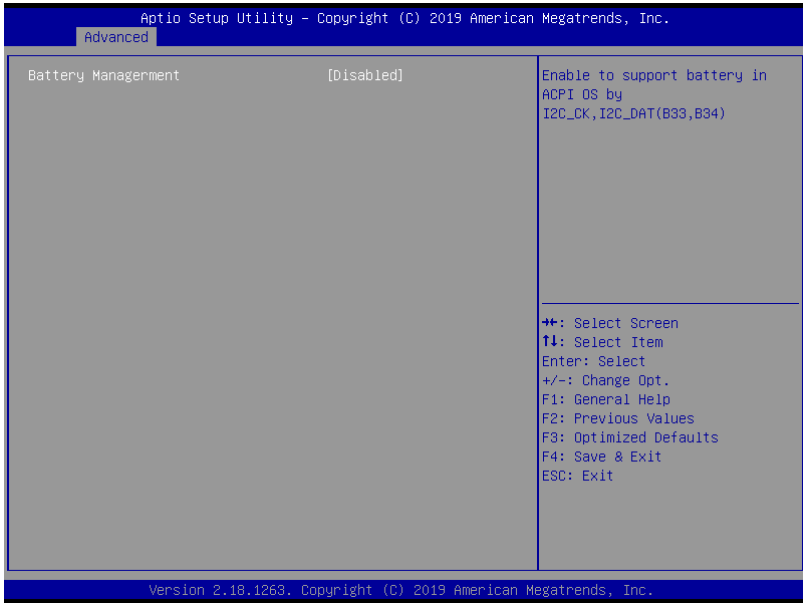 Aptio Setup Utility – Copyright (C) 2019 American Megatrends, Inc.
Advanced
Battery Managerment [Disabled]
Enable to support battery in
ACPI OS by
I2C_CK,I2C_DAT(B33,B34)
→←: Select Screen
↑↓: Select Item
Enter: Select
+/-: Change Opt.
F1: General Help
F2: Previous Values
F3: Optimized Defaults
F4: Save & Exit
ESC: Exit
Version 2.18.1263. Copyright (C) 2019 American Megatrends, Inc.